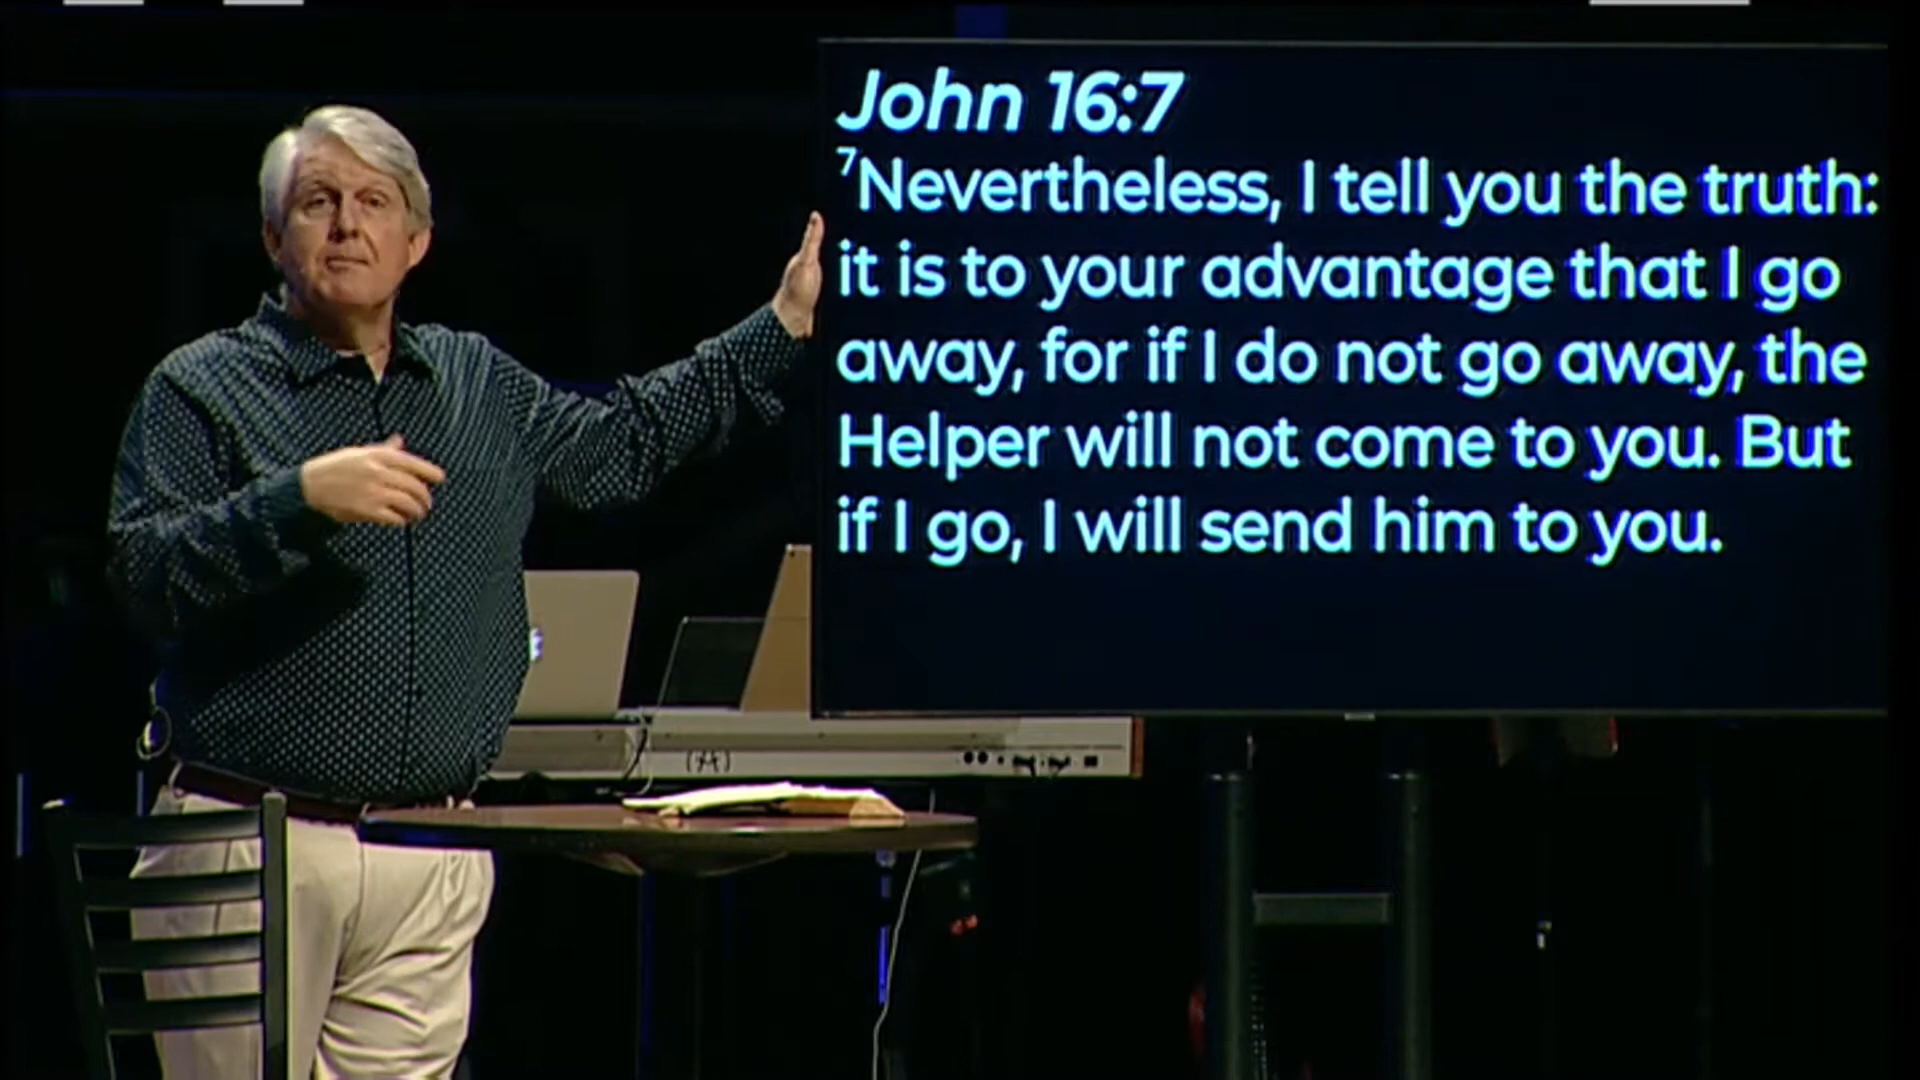 John 16:7
7Nevertheless, I tell you the truth:
it is to your advantage that I go
away, for if I do not go away, the
Helper will not come to you. But
if I go, I will send him to you.